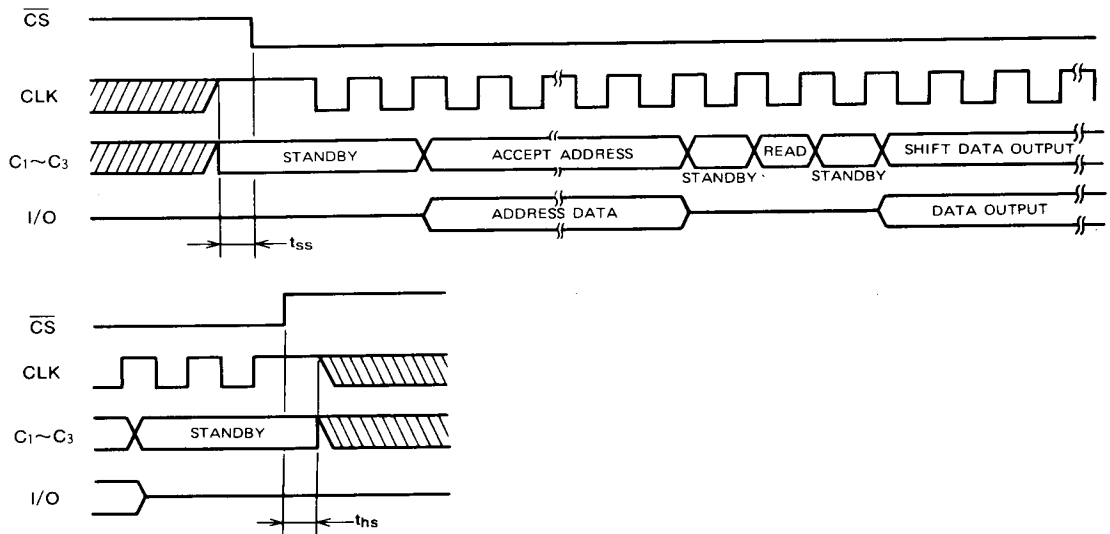 CS
CLK
C1~C3
STANDBY
ACCEPT ADDRESS
STANDBY
READ
STANDBY
SHIFT DATA OUTPUT
I/O
ADDRESS DATA
DATA OUTPUT
tss
CS
CLK
C1~C3
STANDBY
I/O
ths